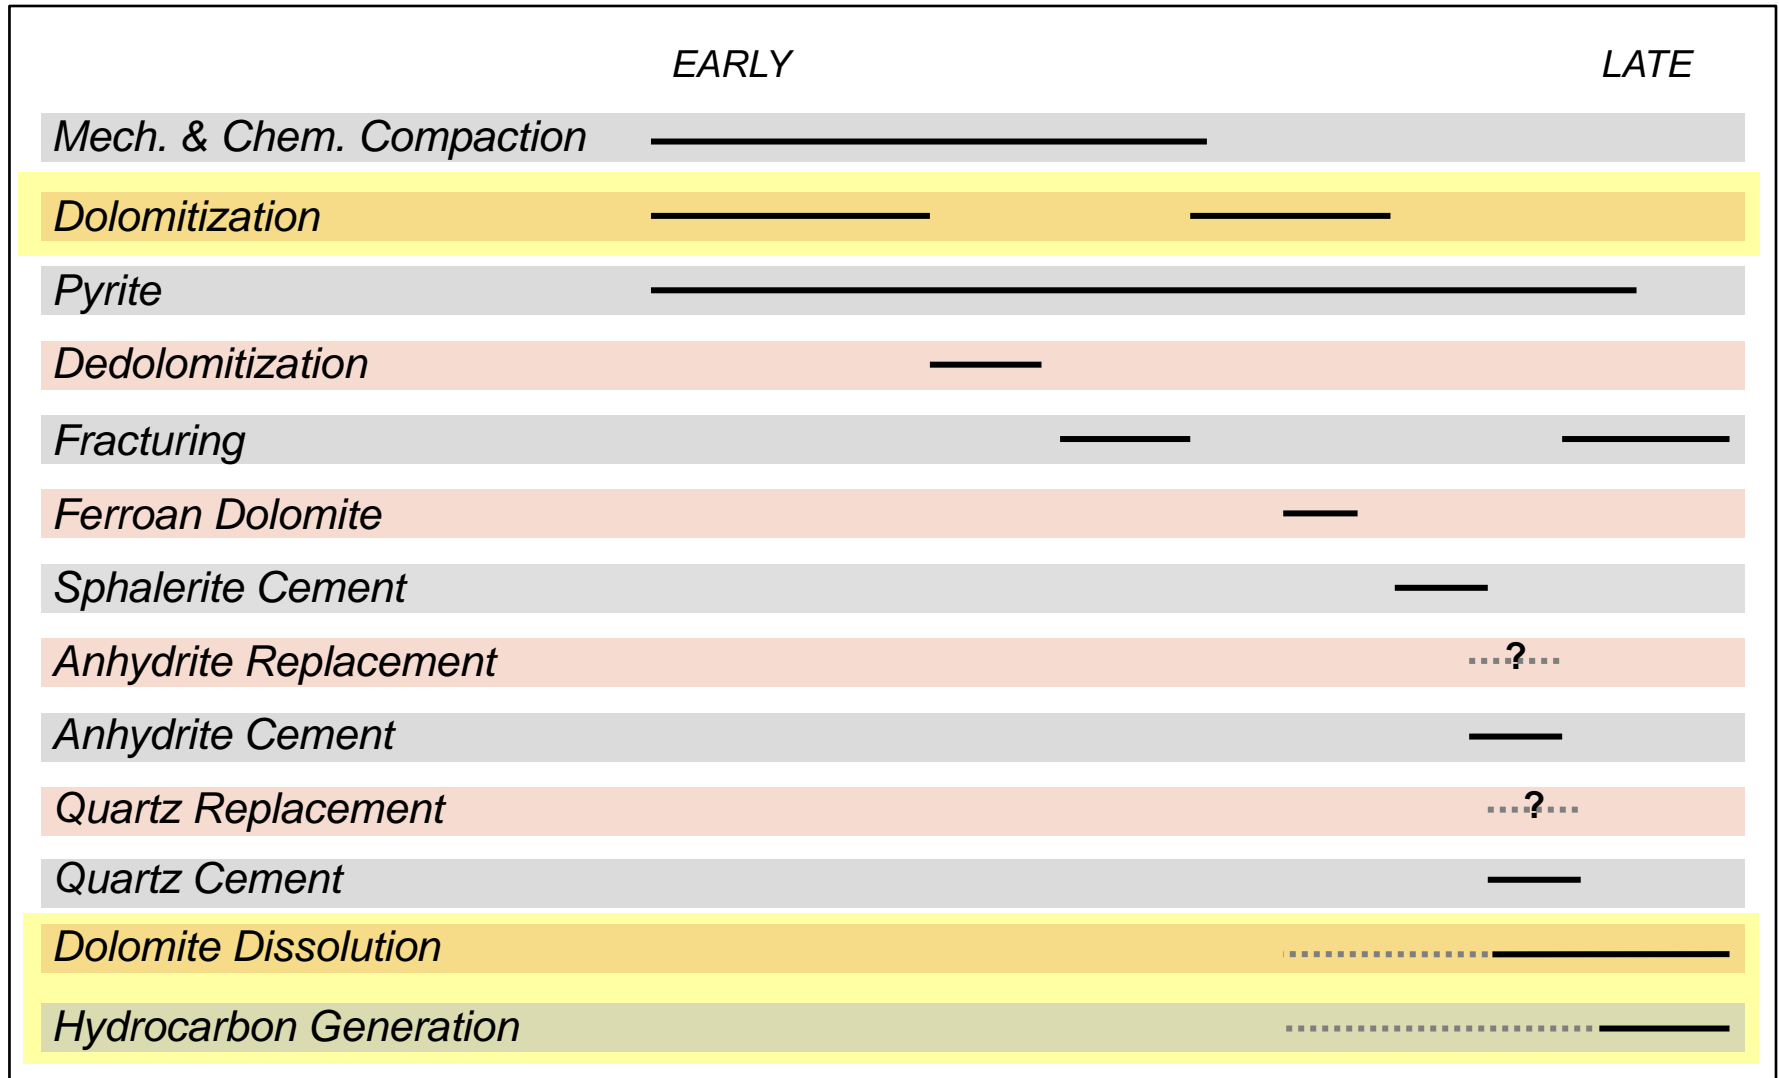 EARLY LATE
Mech. & Chem. Compaction
Dolomitization
Pyrite
Dedolomitization
Fracturing
Ferroan Dolomite
Sphalerite Cement
Anhydrite Replacement ?
Anhydrite Cement
Quartz Replacement ?
Quartz Cement
Dolomite Dissolution
Hydrocarbon Generation